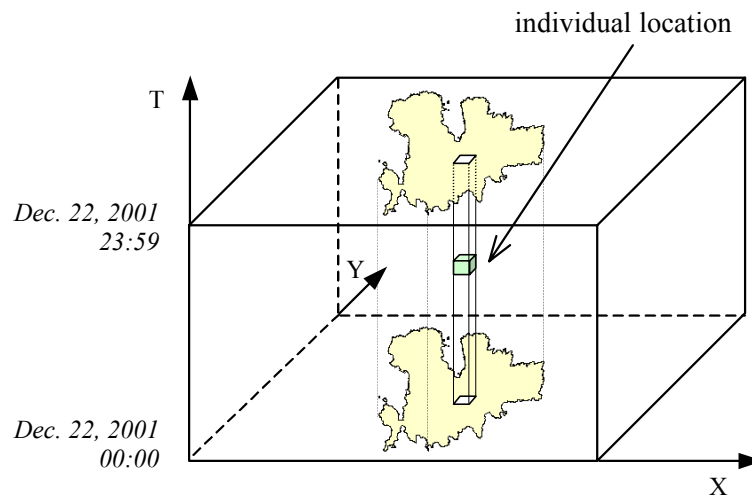 individual location
T
Dec. 22, 2001
23:59
Y
Dec. 22, 2001
00:00
X